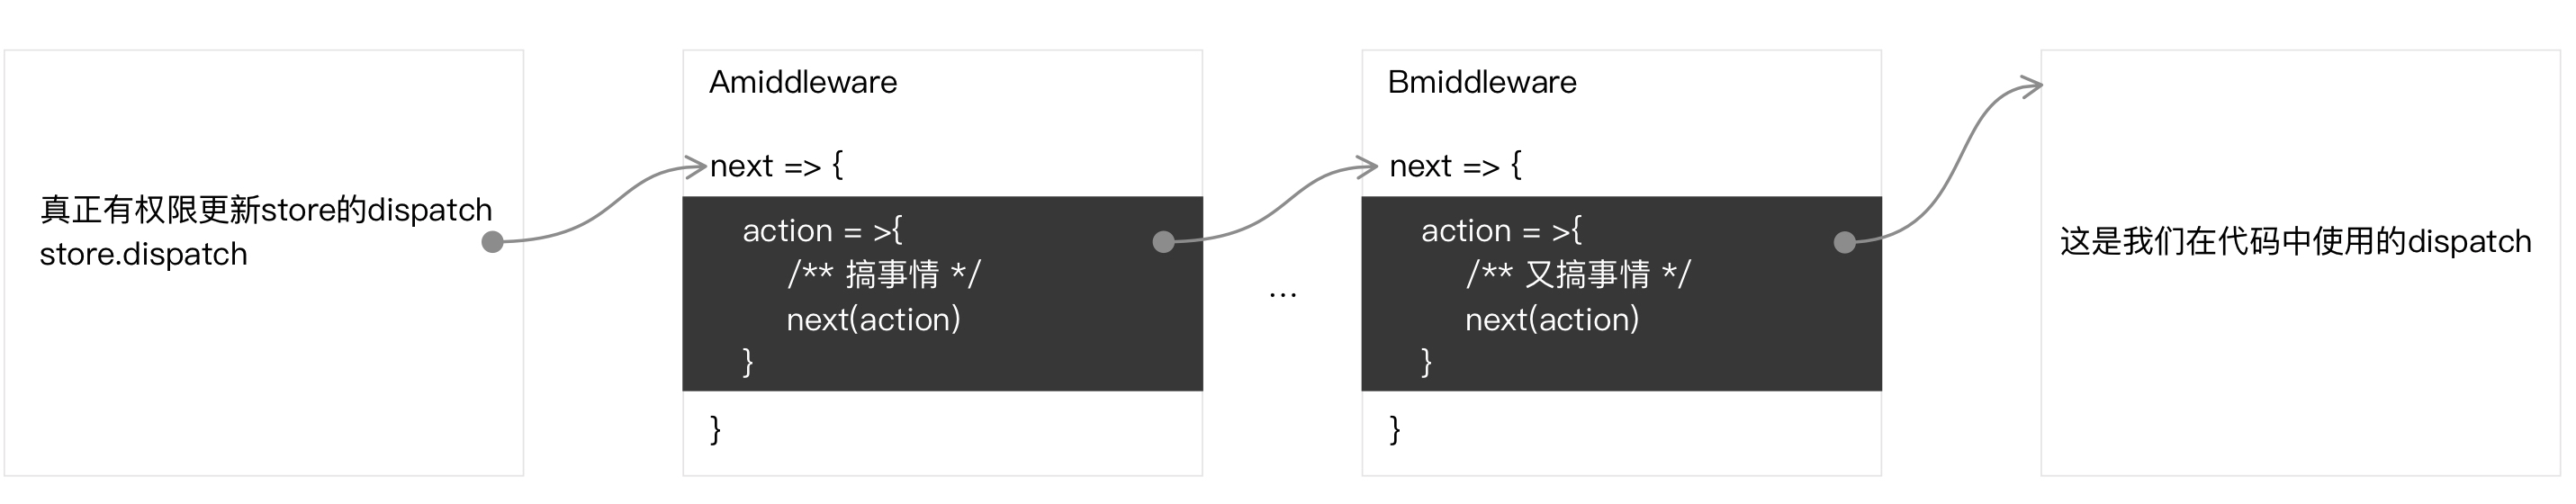 真正有权限更新store的dispatch
store.dispatch
Amiddleware
next => {
action = >{
/** 搞事情 */
next(action)
}
}
...
Bmiddleware
next => {
action = >{
/** 又搞事情 */
next(action)
}
}
这是我们在代码中使用的dispatch